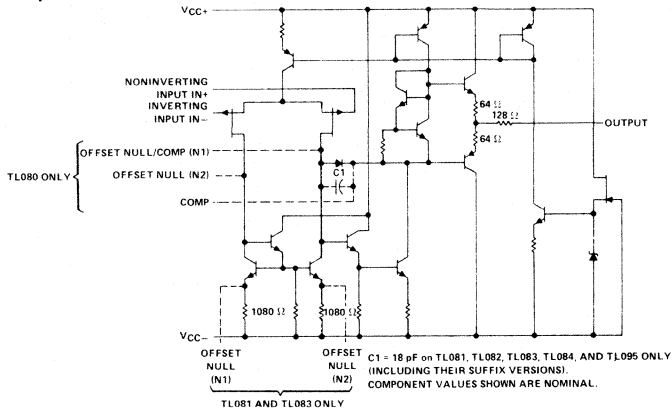 VCC+
NONINVERTING
INPUT IN+
INVERTING
INPUT IN−
64 Ω
128 Ω
OUTPUT
64 Ω
OFFSET NULL/COMP (N1)
C1
TL080 ONLY
OFFSET NULL (N2)
COMP
1080 Ω
1080 Ω
VCC−
OFFSET
NULL
(N1)
OFFSET
NULL
(N2)
C1 = 18 pF on TL081, TL082, TL083, TL084, AND TL095 ONLY
(INCLUDING THEIR SUFFIX VERSIONS).
COMPONENT VALUES SHOWN ARE NOMINAL.
TL081 AND TL083 ONLY